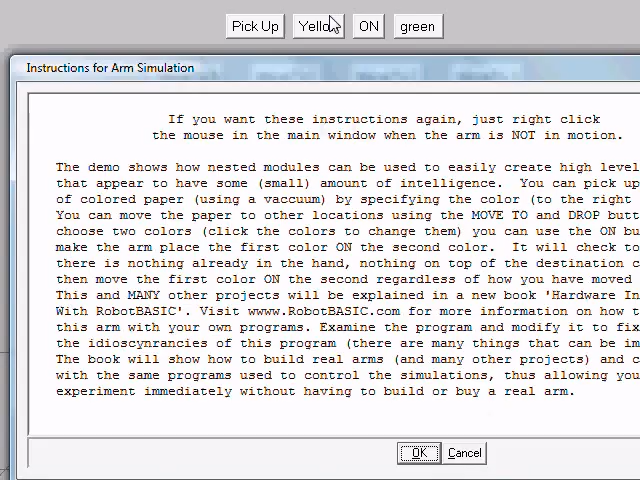 Pick Up Yellow ON green
Instructions for Arm Simulation
If you want these instructions again, just right click
the mouse in the main window when the arm is NOT in motion.
The demo shows how nested modules can be used to easily create high level
that appear to have some (small) amount of intelligence. You can pick up
of colored paper (using a vaccuum) by specifying the color (to the right
You can move the paper to other locations using the MOVE TO and DROP butt
choose two colors (click the colors to change them) you can use the ON bu
make the arm place the first color ON the second color. It will check to
there is nothing already in the hand, nothing on top of the destination c
then move the first color ON the second regardless of how you have moved
This and MANY other projects will be explained in a new book 'Hardware In
With RobotBASIC'. Visit www.RobotBASIC.com for more information on how t
this arm with your own programs. Examine the program and modify it to fix
the idioscynrancies of this program (there are many things that can be im
The book will show how to build real arms (and many other projects) and c
with the same programs used to control the simulations, thus allowing you
experiment immediately without having to build or buy a real arm.
OK Cancel